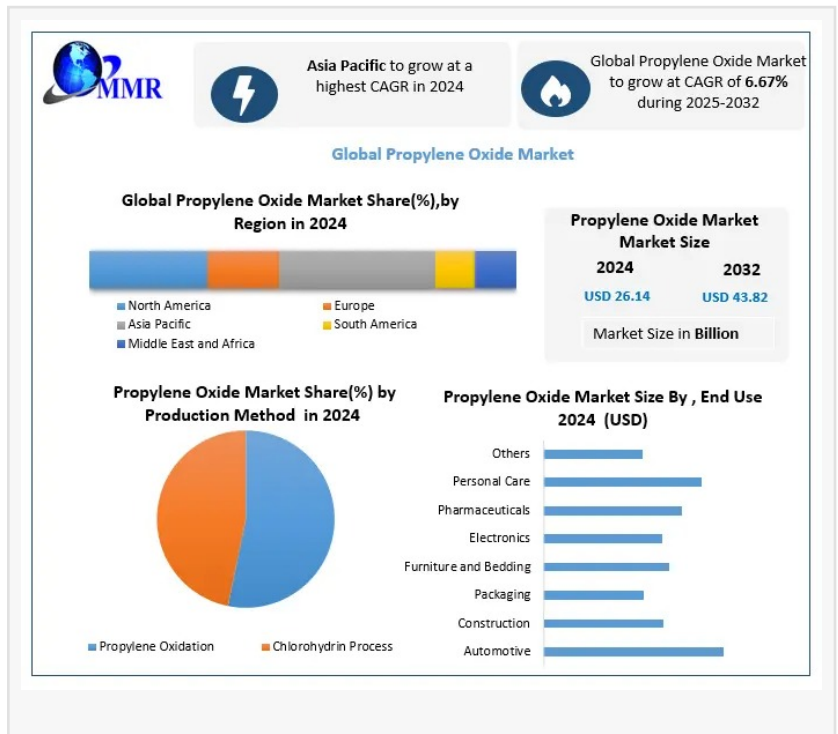 MMR
Asia Pacific to grow at a
highest CAGR in 2024
Global Propylene Oxide Market
to grow at CAGR of 6.67%
during 2025-2032
Global Propylene Oxide Market
Global Propylene Oxide Market Share(%),by
Region in 2024
North America
Europe
Asia Pacific
South America
Middle East and Africa
Propylene Oxide Market
Market Size
2024
2032
USD 26.14
USD 43.82
Market Size in Billion
Propylene Oxide Market Share(%) by
Production Method in 2024
Propylene Oxidation
Chlorohydrin Process
Propylene Oxide Market Size By , End Use
2024 (USD)
Others
Personal Care
Pharmaceuticals
Electronics
Furniture and Bedding
Packaging
Construction
Automotive